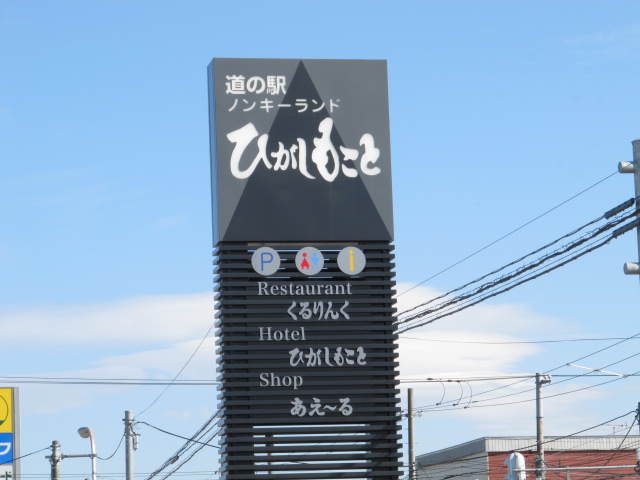 道の駅
ノンキーランド
ひがしもこと
P i
Restaurant
くるりんく
Hotel
ひがしもこと
Shop
あえ〜る